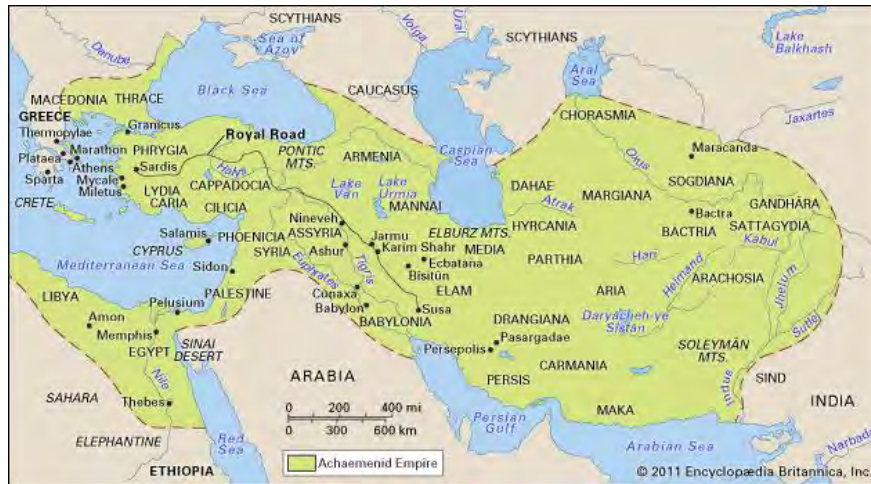 SCYTHIANS
Sea of
Azov
Volga
Ural
SCYTHIANS
Lake
Balkhash
Danube
Aral
Sea
MACEDONIA
THRACE
Black Sea
CAUCASUS
CHORASMIA
Jaxartes
GREECE
Granicus
Royal Road
Caspian
Sea
Thermopylae
Marathon
PHRYGIA
PONTIC
MTS.
ARMENIA
Oxus
Maracanda
Plataea
Athens
Sardis
Halys
CAPPADOCIA
Lake
Van
Lake
Urmia
DAHAE
SOGDIANA
Sparta
Mycale
Miletus
LYDIA
CARIA
CILICIA
MANNAI
Atrek
MARGIANA
GANDHĀRA
CRETE
Nineveh
ELBURZ MTS.
HYRCANIA
Bactra
BACTRIA
SATTAGYDIA
Salamis
PHOENICIA
ASSYRIA
Jarmu
MEDIA
Kabul
CYPRUS
SYRIA
Ashur
Karim Shahr
Ecbatana
PARTHIA
Hari
Mediterranean Sea
Sidon
Euphrates
Tigris
Bīsitūn
Helmand
ARACHOSIA
Jhelum
LIBYA
Pelusium
PALESTINE
Cunaxa
ELAM
ARIA
Amon
Babylon
Susa
DRANGIANA
Daryācheh-ye
Sīstān
Sutlej
Memphis
BABYLONIA
Pasargadae
SOLEYMĀN
MTS.
EGYPT
SINAI
DESERT
Persepolis
CARMANIA
SIND
ARABIA
PERSIS
Indus
INDIA
SAHARA
Nile
0 200 400 mi
MAKA
Thebes
0 300 600 km
Persian
Gulf
Arabian Sea
ELEPHANTINE
Red
Sea
Narbada
ETHIOPIA
Achaemenid Empire
© 2011 Encyclopædia Britannica, Inc.